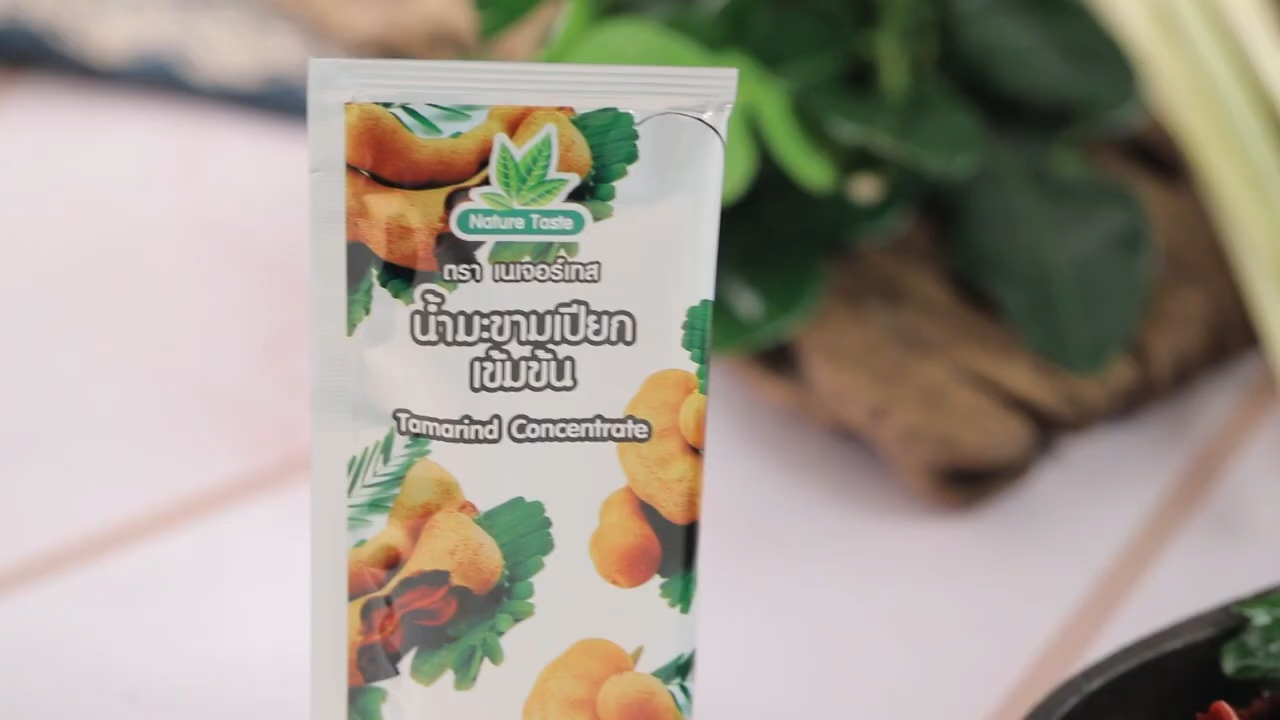 Nature Taste
ตรา เนเจอร์เทส
น้ำมะขามเปียก
เข้มข้น
Tamarind Concentrate